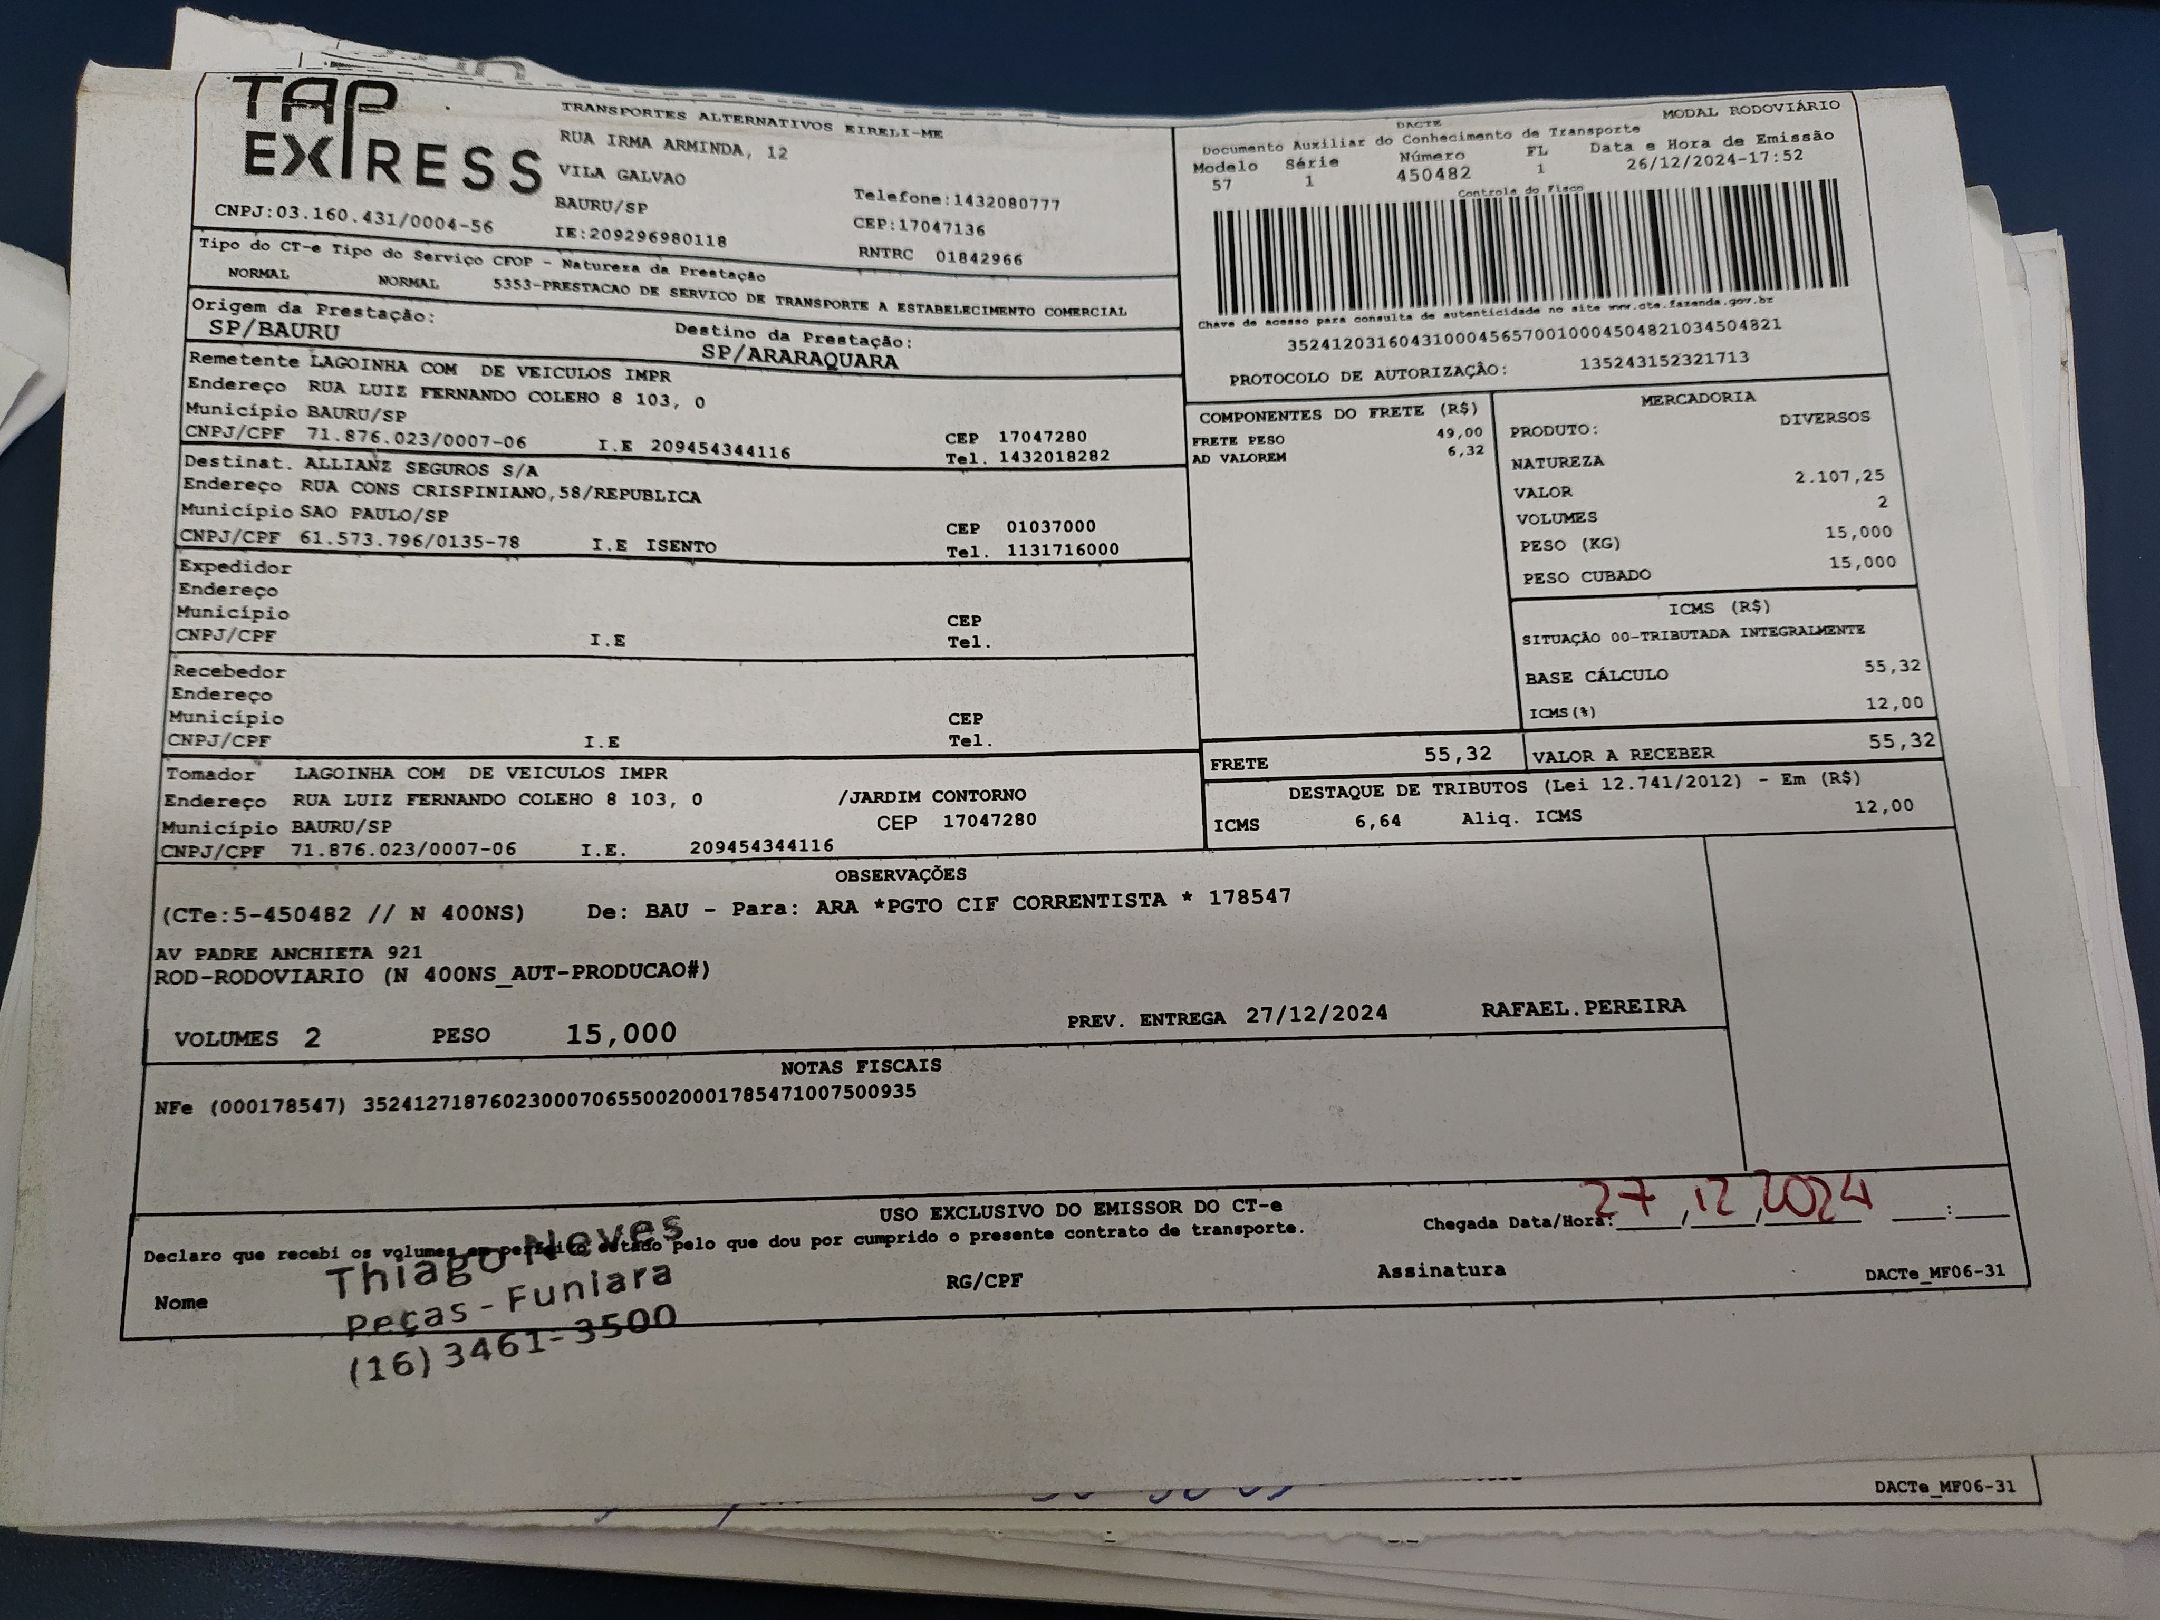 TAP EXPRESS
TRANSPORTES ALTERNATIVOS EIRELI-ME
RUA IRMA ARMINDA, 12
VILA GALVAO
BAURU/SP
Telefone:1432080777
CNPJ:03.160.431/0004-56
IE:209296980118
CEP:17047136
RNTRC 01842966
Tipo do CT-e Tipo do Serviço CFOP - Natureza da Prestação
NORMAL NORMAL 5353-PRESTACAO DE SERVICO DE TRANSPORTE A ESTABELECIMENTO COMERCIAL
Origem da Prestação: Destino da Prestação:
SP/BAURU SP/ARARAQUARA
Remetente LAGOINHA COM DE VEICULOS IMPR
Endereço RUA LUIZ FERNANDO COLEHO 8 103, 0
Município BAURU/SP CEP 17047280
CNPJ/CPF 71.876.023/0007-06 I.E 209454344116 Tel. 1432018282
Destinat. ALLIANZ SEGUROS S/A
Endereço RUA CONS CRISPINIANO,58/REPUBLICA
Município SAO PAULO/SP CEP 01037000
CNPJ/CPF 61.573.796/0135-78 I.E ISENTO Tel. 1131716000
Expedidor
Endereço
Município CEP
CNPJ/CPF I.E Tel.
Recebedor
Endereço
Município CEP
CNPJ/CPF I.E Tel.
Tomador LAGOINHA COM DE VEICULOS IMPR
Endereço RUA LUIZ FERNANDO COLEHO 8 103, 0 /JARDIM CONTORNO
Município BAURU/SP CEP 17047280
CNPJ/CPF 71.876.023/0007-06 I.E. 209454344116
DACTE MODAL RODOVIÁRIO
Documento Auxiliar do Conhecimento de Transporte
Modelo Série Número FL Data e Hora de Emissão
57 1 450482 1 26/12/2024-17:52
Controle do Fisco
Chave de acesso para consulta de autenticidade no site www.cte.fazenda.gov.br
35241203160431000456570010004504821034504821
PROTOCOLO DE AUTORIZAÇÂO: 135243152321713
COMPONENTES DO FRETE (R$)
FRETE PESO 49,00
AD VALOREM 6,32
MERCADORIA
PRODUTO: DIVERSOS
NATUREZA
VALOR 2.107,25
VOLUMES 2
PESO (KG) 15,000
PESO CUBADO 15,000
ICMS (R$)
SITUAÇÃO 00-TRIBUTADA INTEGRALMENTE
BASE CÁLCULO 55,32
ICMS(%) 12,00
FRETE 55,32 VALOR A RECEBER 55,32
DESTAQUE DE TRIBUTOS (Lei 12.741/2012) - Em (R$)
ICMS 6,64 Aliq. ICMS 12,00
OBSERVAÇÕES
(CTe:5-450482 // N 400NS) De: BAU - Para: ARA *PGTO CIF CORRENTISTA * 178547
AV PADRE ANCHIETA 921
ROD-RODOVIARIO (N 400NS_AUT-PRODUCAO#)
VOLUMES 2 PESO 15,000 PREV. ENTREGA 27/12/2024 RAFAEL.PEREIRA
NOTAS FISCAIS
NFe (000178547) 35241271876023000706550020001785471007500935
USO EXCLUSIVO DO EMISSOR DO CT-e
Declaro que recebi os volumes em perfeito estado pelo que dou por cumprido o presente contrato de transporte.
Chegada Data/Hora: 27/12/2024 :
Nome RG/CPF Assinatura DACTe_MF06-31
Thiago Neves
Peças - Funlara
(16) 3461-3500
DACTe_MF06-31